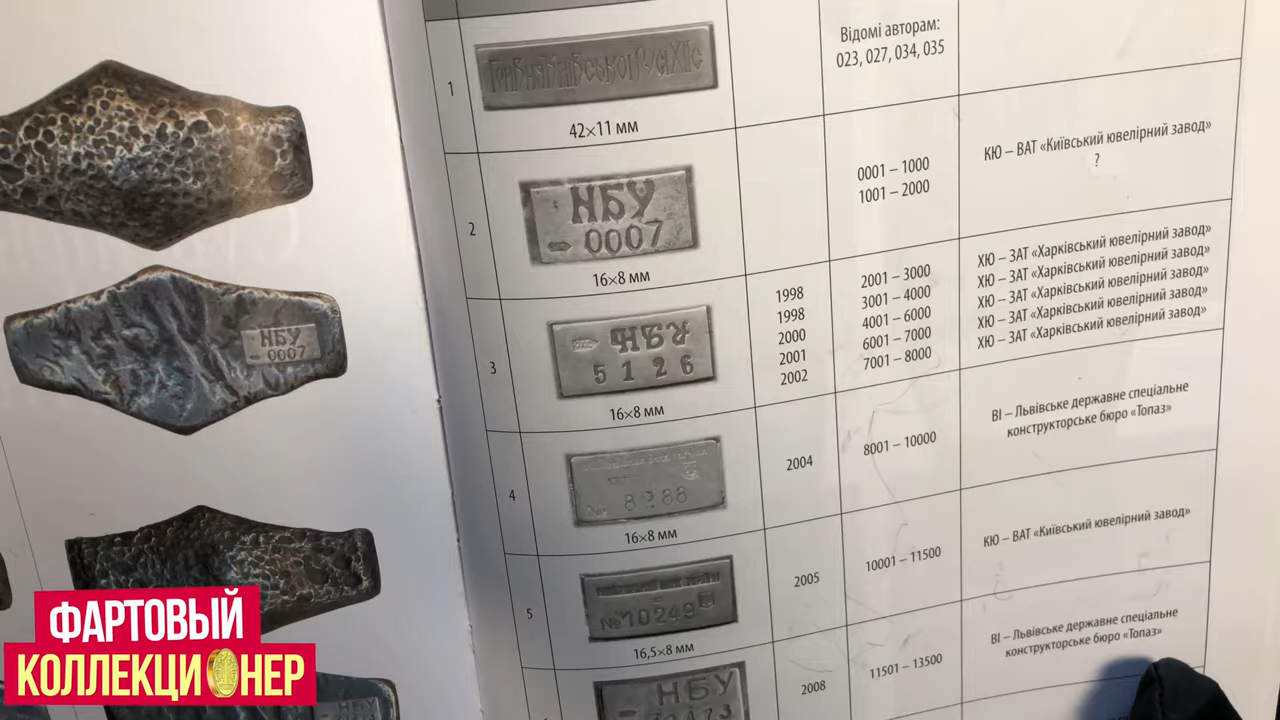 НБУ
0007
ФАРТОВЫЙ
КОЛЛЕКЦИОНЕР
1
42×11 мм
Відомі авторам:
023, 027, 034, 035
2
НБУ
0007
16×8 мм
0001 – 1000
1001 – 2000
КЮ – ВАТ «Київський ювелірний завод»
?
3
НБУ
5126
16×8 мм
1998
1998
2000
2001
2002
2001 – 3000
3001 – 4000
4001 – 6000
6001 – 7000
7001 – 8000
ХЮ – ЗАТ «Харківський ювелірний завод»
ХЮ – ЗАТ «Харківський ювелірний завод»
ХЮ – ЗАТ «Харківський ювелірний завод»
ХЮ – ЗАТ «Харківський ювелірний завод»
ХЮ – ЗАТ «Харківський ювелірний завод»
4
№ 8288
16×8 мм
2004
8001 – 10000
ВІ – Львівське державне спеціальне
конструкторське бюро «Топаз»
5
№10249
16,5×8 мм
2005
10001 – 11500
КЮ – ВАТ «Київський ювелірний завод»
НБУ
2008
11501 – 13500
ВІ – Львівське державне спеціальне
конструкторське бюро «Топаз»